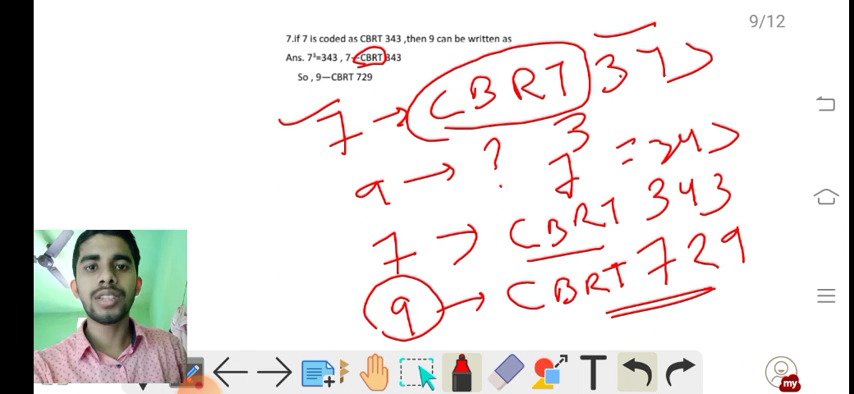 9/12
7.if 7 is coded as CBRT 343 ,then 9 can be written as
Ans. 7³=343 , 7—CBRT 343
So , 9—CBRT 729
7 → CBRT 343
9 → ?
7³ = 343
7 → CBRT 343
9 → CBRT 729
T
my